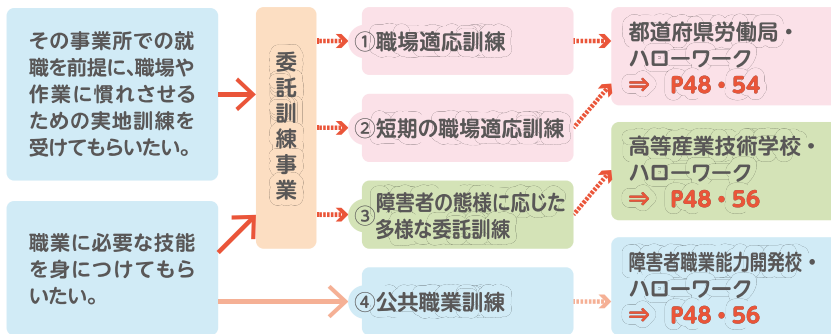 その事業所での就
職を前提に、職場や
作業に慣れさせる
ための実地訓練を
受けてもらいたい。
職業に必要な技能
を身につけてもら
いたい。
委託訓練事業
①職場適応訓練
②短期の職場適応訓練
③障害者の態様に応じた
多様な委託訓練
④公共職業訓練
都道府県労働局・
ハローワーク
⇒ P48・54
高等産業技術学校・
ハローワーク
⇒ P48・56
障害者職業能力開発校・
ハローワーク
⇒ P48・56